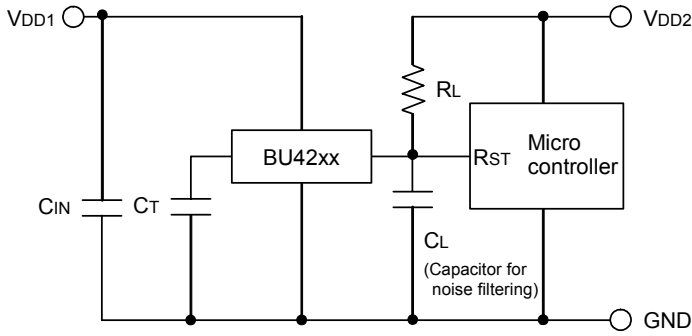 VDD1
VDD2
RL
BU42xx
RST
Micro
controller
CIN
CT
CL
(Capacitor for
noise filtering)
GND